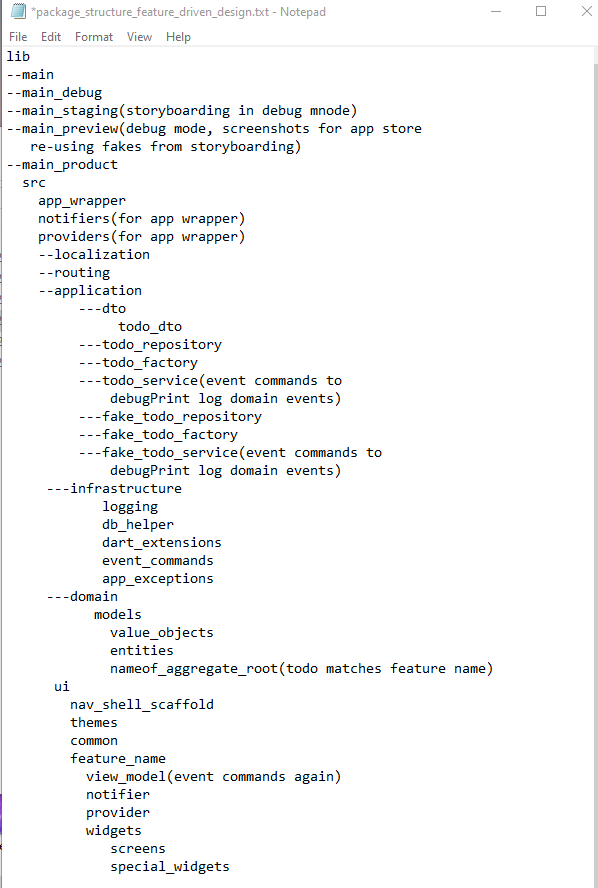 *package_structure_feature_driven_design.txt - Notepad
File Edit Format View Help
lib
--main
--main_debug
--main_staging(storyboarding in debug mnode)
--main_preview(debug mode, screenshots for app store
re-using fakes from storyboarding)
--main_product
src
app_wrapper
notifiers(for app wrapper)
providers(for app wrapper)
--localization
--routing
--application
---dto
todo_dto
---todo_repository
---todo_factory
---todo_service(event commands to
debugPrint log domain events)
---fake_todo_repository
---fake_todo_factory
---fake_todo_service(event commands to
debugPrint log domain events)
---infrastructure
logging
db_helper
dart_extensions
event_commands
app_exceptions
---domain
models
value_objects
entities
nameof_aggregate_root(todo matches feature name)
ui
nav_shell_scaffold
themes
common
feature_name
view_model(event commands again)
notifier
provider
widgets
screens
special_widgets